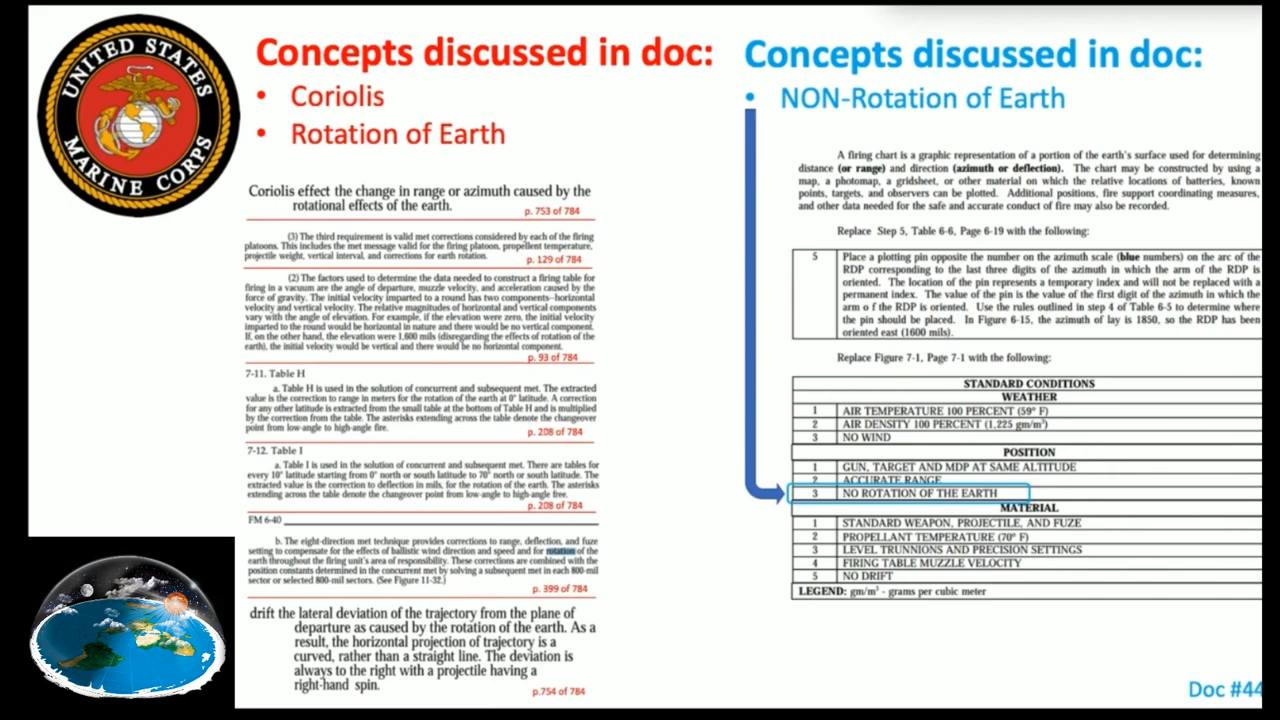 UNITED STATES
MARINE CORPS
Concepts discussed in doc:
• Coriolis
• Rotation of Earth
Coriolis effect the change in range or azimuth caused by the
rotational effects of the earth.
p. 753 of 784
(3) The third requirement is valid met corrections considered by each of the firing
platoons. This includes the met message valid for the firing platoon, propellent temperature,
projectile weight, vertical interval, and corrections for earth rotation.
p. 129 of 784
(2) The factors used to determine the data needed to construct a firing table for
firing in a vacuum are the angle of departure, muzzle velocity, and acceleration caused by the
force of gravity. The initial velocity imparted to a round has two components--horizontal
velocity and vertical velocity. The relative magnitudes of horizontal and vertical components
vary with the angle of elevation. For example, if the elevation were zero, the initial velocity
imparted to the round would be horizontal in nature and there would be no vertical component.
If, on the other hand, the elevation were 1,600 mils (disregarding the effects of rotation of the
earth), the initial velocity would be vertical and there would be no horizontal component.
p. 93 of 784
7-11. Table H
a. Table H is used in the solution of concurrent and subsequent met. The extracted
value is the correction to range in meters for the rotation of the earth at 0° latitude. A correction
for any other latitude is extracted from the small table at the bottom of Table H and is multiplied
by the correction from the table. The asterisks extending across the table denote the changeover
point from low-angle to high-angle fire.
p. 208 of 784
7-12. Table I
a. Table I is used in the solution of concurrent and subsequent met. There are tables for
every 10° latitude starting from 0° north or south latitude to 70° north or south latitude. The
extracted value is the correction to deflection in mils, for the rotation of the earth. The asterisks
extending across the table denote the changeover point from low-angle to high-angle free.
p. 208 of 784
FM 6-40
b. The eight-direction met technique provides corrections to range, deflection, and fuze
setting to compensate for the effects of ballistic wind direction and speed and for rotation of the
earth throughout the firing unit's area of responsibility. These corrections are combined with the
position constants determined in the concurrent met by solving a subsequent met in each 800-mil
sector or selected 800-mil sectors. (See Figure 11-32.)
p. 399 of 784
drift the lateral deviation of the trajectory from the plane of
departure as caused by the rotation of the earth. As a
result, the horizontal projection of trajectory is a
curved, rather than a straight line. The deviation is
always to the right with a projectile having a
right-hand spin.
p.754 of 784
Concepts discussed in doc:
• NON-Rotation of Earth
A firing chart is a graphic representation of a portion of the earth's surface used for determining
distance (or range) and direction (azimuth or deflection). The chart may be constructed by using a
map, a photomap, a gridsheet, or other material on which the relative locations of batteries, known
points, targets, and observers can be plotted. Additional positions, fire support coordinating measures,
and other data needed for the safe and accurate conduct of fire may also be recorded.
Replace Step 5, Table 6-6, Page 6-19 with the following:
5 Place a plotting pin opposite the number on the azimuth scale (blue numbers) on the arc of the
RDP corresponding to the last three digits of the azimuth in which the arm of the RDP is
oriented. The location of the pin represents a temporary index and will not be replaced with a
permanent index. The value of the pin is the value of the first digit of the azimuth in which the
arm o f the RDP is oriented. Use the rules outlined in step 4 of Table 6-5 to determine where
the pin should be placed. In Figure 6-15, the azimuth of lay is 1850, so the RDP has been
oriented east (1600 mils).
Replace Figure 7-1, Page 7-1 with the following:
STANDARD CONDITIONS
WEATHER
1 AIR TEMPERATURE 100 PERCENT (59° F)
2 AIR DENSITY 100 PERCENT (1,225 gm/m³)
3 NO WIND
POSITION
1 GUN, TARGET AND MDP AT SAME ALTITUDE
2 ACCURATE RANGE
3 NO ROTATION OF THE EARTH
MATERIAL
1 STANDARD WEAPON, PROJECTILE, AND FUZE
2 PROPELLANT TEMPERATURE (70° F)
3 LEVEL TRUNNIONS AND PRECISION SETTINGS
4 FIRING TABLE MUZZLE VELOCITY
5 NO DRIFT
LEGEND: gm/m³ - grams per cubic meter
Doc #44